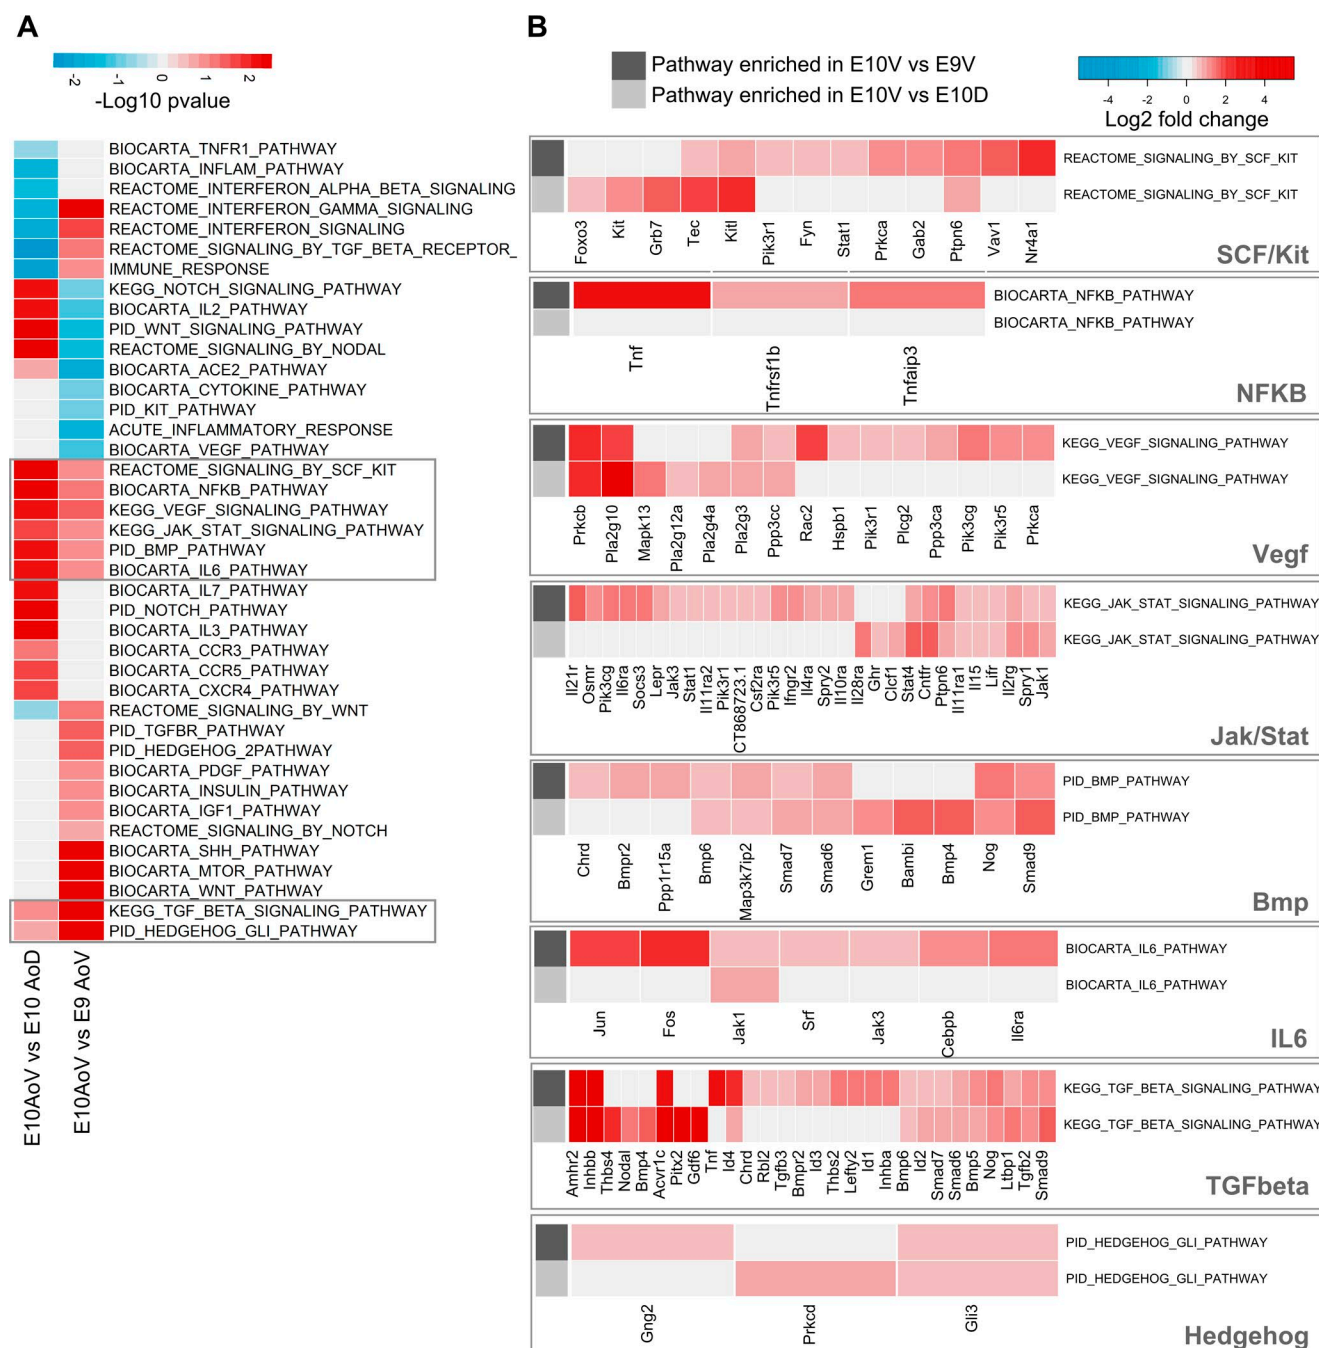 A
-2 -1 0 1 2
-Log10 pvalue
BIOCARTA_TNFR1_PATHWAY
BIOCARTA_INFLAM_PATHWAY
REACTOME_INTERFERON_ALPHA_BETA_SIGNALING
REACTOME_INTERFERON_GAMMA_SIGNALING
REACTOME_INTERFERON_SIGNALING
REACTOME_SIGNALING_BY_TGF_BETA_RECEPTOR_
IMMUNE_RESPONSE
KEGG_NOTCH_SIGNALING_PATHWAY
BIOCARTA_IL2_PATHWAY
PID_WNT_SIGNALING_PATHWAY
REACTOME_SIGNALING_BY_NODAL
BIOCARTA_ACE2_PATHWAY
BIOCARTA_CYTOKINE_PATHWAY
PID_KIT_PATHWAY
ACUTE_INFLAMMATORY_RESPONSE
BIOCARTA_VEGF_PATHWAY
REACTOME_SIGNALING_BY_SCF_KIT
BIOCARTA_NFKB_PATHWAY
KEGG_VEGF_SIGNALING_PATHWAY
KEGG_JAK_STAT_SIGNALING_PATHWAY
PID_BMP_PATHWAY
BIOCARTA_IL6_PATHWAY
BIOCARTA_IL7_PATHWAY
PID_NOTCH_PATHWAY
BIOCARTA_IL3_PATHWAY
BIOCARTA_CCR3_PATHWAY
BIOCARTA_CCR5_PATHWAY
BIOCARTA_CXCR4_PATHWAY
REACTOME_SIGNALING_BY_WNT
PID_TGFBR_PATHWAY
PID_HEDGEHOG_2PATHWAY
BIOCARTA_PDGF_PATHWAY
BIOCARTA_INSULIN_PATHWAY
BIOCARTA_IGF1_PATHWAY
REACTOME_SIGNALING_BY_NOTCH
BIOCARTA_SHH_PATHWAY
BIOCARTA_MTOR_PATHWAY
BIOCARTA_WNT_PATHWAY
KEGG_TGF_BETA_SIGNALING_PATHWAY
PID_HEDGEHOG_GLI_PATHWAY
E10AoV vs E10 AoD
E10AoV vs E9 AoV
B
Pathway enriched in E10V vs E9V
Pathway enriched in E10V vs E10D
-4 -2 0 2 4
Log2 fold change
REACTOME_SIGNALING_BY_SCF_KIT
REACTOME_SIGNALING_BY_SCF_KIT
Foxo3 Kit Grb7 Tec Kitl Pik3r1 Fyn Stat1 Prkca Gab2 Ptpn6 Vav1 Nr4a1
SCF/Kit
BIOCARTA_NFKB_PATHWAY
BIOCARTA_NFKB_PATHWAY
Tnf Tnfrsf1b Tnfaip3
NFKB
KEGG_VEGF_SIGNALING_PATHWAY
KEGG_VEGF_SIGNALING_PATHWAY
Prkcb Pla2g10 Mapk13 Pla2g12a Pla2g4a Pla2g3 Ppp3cc Rac2 Hspb1 Pik3r1 Plcg2 Ppp3ca Pik3cg Pik3r5 Prkca
Vegf
KEGG_JAK_STAT_SIGNALING_PATHWAY
KEGG_JAK_STAT_SIGNALING_PATHWAY
Il21r Osmr Pik3cg Il6ra Socs3 Lepr Jak3 Stat1 Il11ra2 Pik3r1 CT868723.1 Csf2ra Pik3r5 Ifngr2 Il4ra Spry2 Il10ra Il28ra Ghr Clcf1 Stat4 Cntfr Ptpn6 Il11ra1 Il15 Lifr Il2rg Spry1 Jak1
Jak/Stat
PID_BMP_PATHWAY
PID_BMP_PATHWAY
Chrd Bmpr2 Ppp1r15a Bmp6 Map3k7ip2 Smad7 Smad6 Grem1 Bambi Bmp4 Nog Smad9
Bmp
BIOCARTA_IL6_PATHWAY
BIOCARTA_IL6_PATHWAY
Jun Fos Jak1 Srf Jak3 Cebpb Il6ra
IL6
KEGG_TGF_BETA_SIGNALING_PATHWAY
KEGG_TGF_BETA_SIGNALING_PATHWAY
Amhr2 Inhbb Thbs4 Nodal Bmp4 Acvr1c Pitx2 Gdf6 Tnf Id4 Chrd Rbl2 Tgfb3 Bmpr2 Id3 Thbs2 Lefty2 Id1 Inhba Bmp6 Id2 Smad7 Smad6 Bmp5 Nog Ltbp1 Tgfb2 Smad9
TGFbeta
PID_HEDGEHOG_GLI_PATHWAY
PID_HEDGEHOG_GLI_PATHWAY
Gng2 Prkcd Gli3
Hedgehog